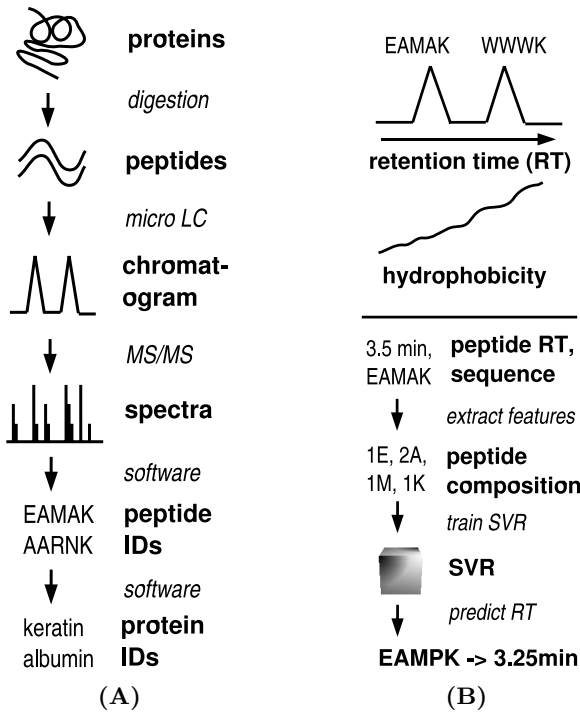 proteins
digestion
peptides
micro LC
chromat-
ogram
MS/MS
spectra
software
EAMAK peptide
AARNK IDs
software
keratin protein
albumin IDs
(A)
EAMAK WWWK
retention time (RT)
hydrophobicity
3.5 min, peptide RT,
EAMAK sequence
extract features
1E, 2A, peptide
1M, 1K composition
train SVR
SVR
predict RT
EAMPK -> 3.25min
(B)